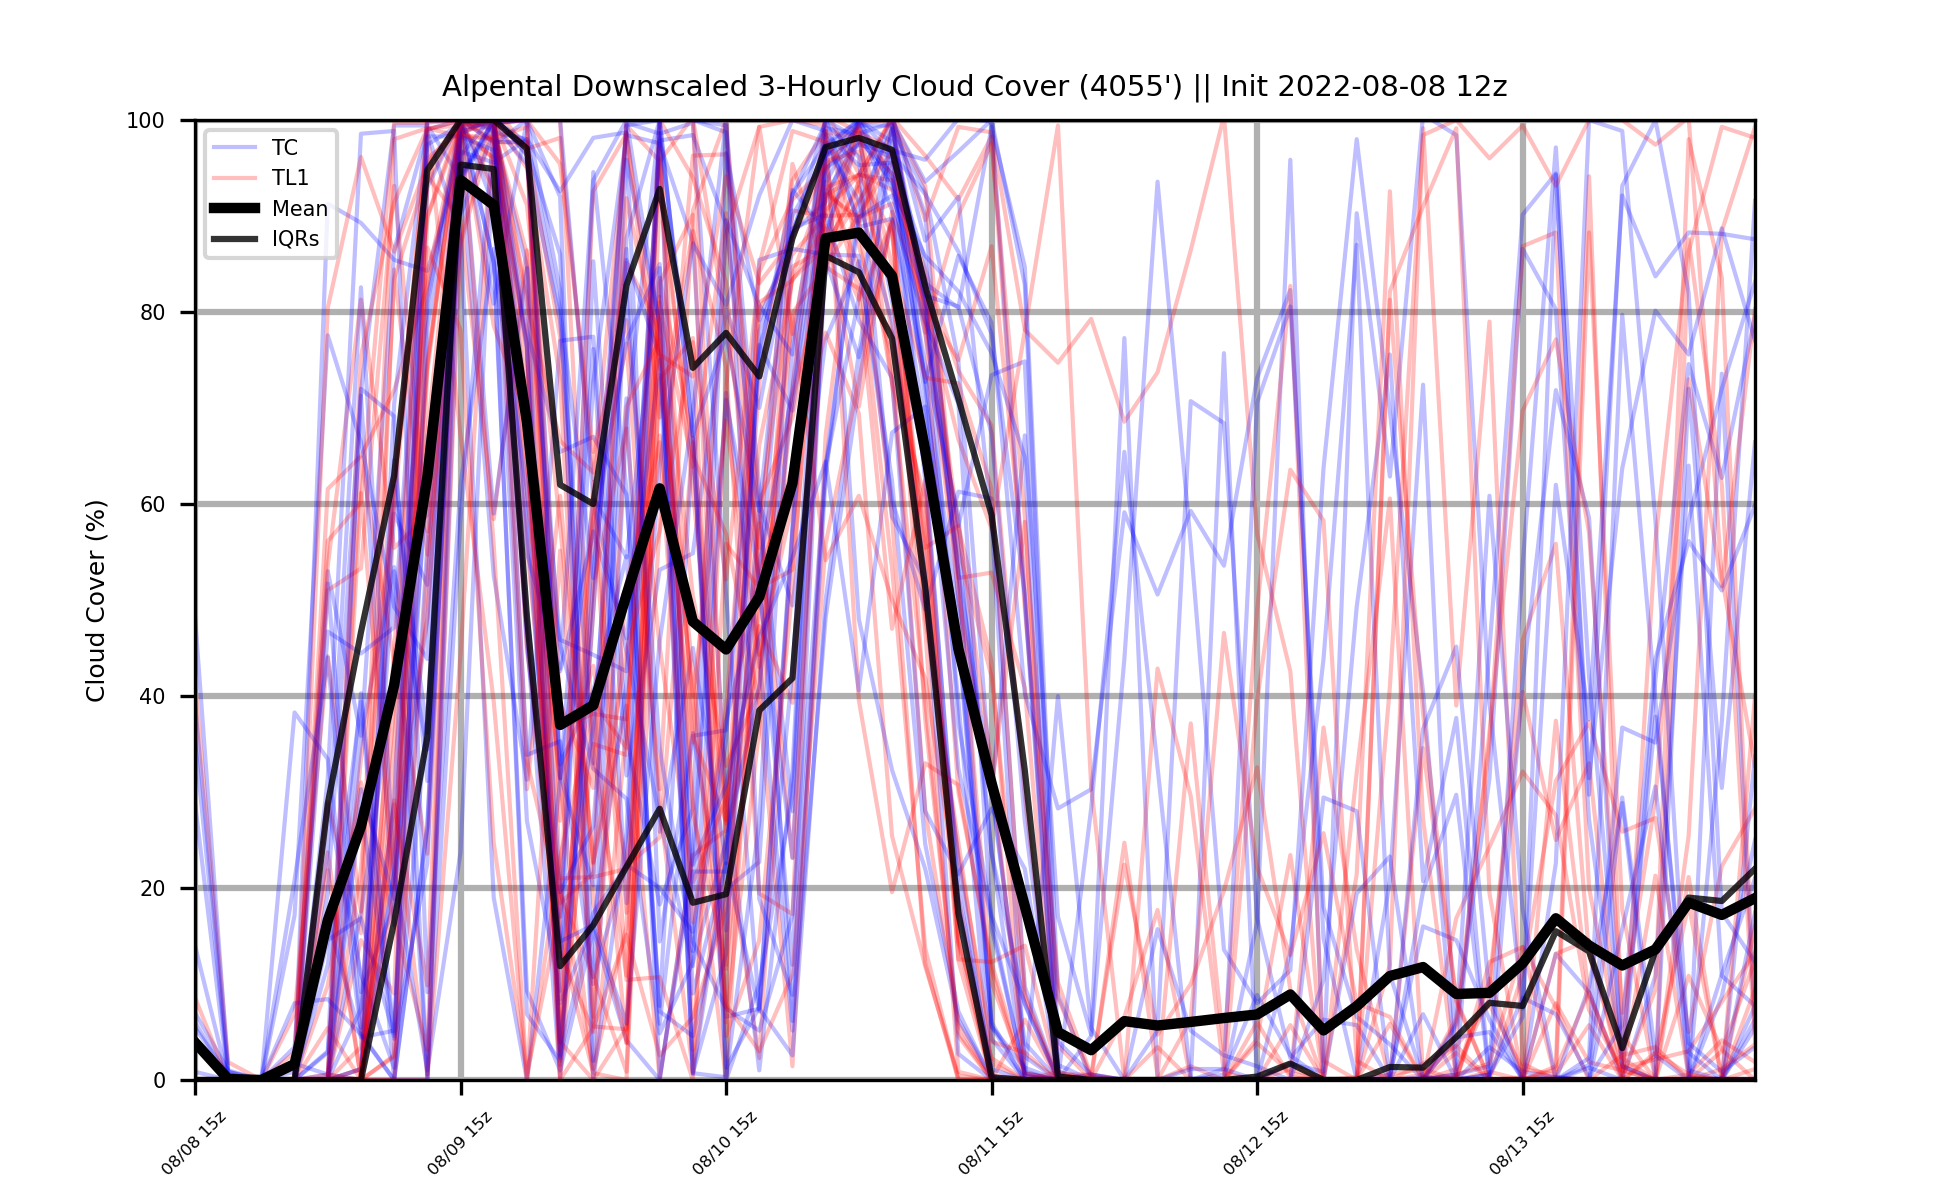 Alpental Downscaled 3-Hourly Cloud Cover (4055') || Init 2022-08-08 12z
TC
TL1
Mean
IQRs
Cloud Cover (%)
100
80
60
40
20
0
08/08 15z
08/09 15z
08/10 15z
08/11 15z
08/12 15z
08/13 15z